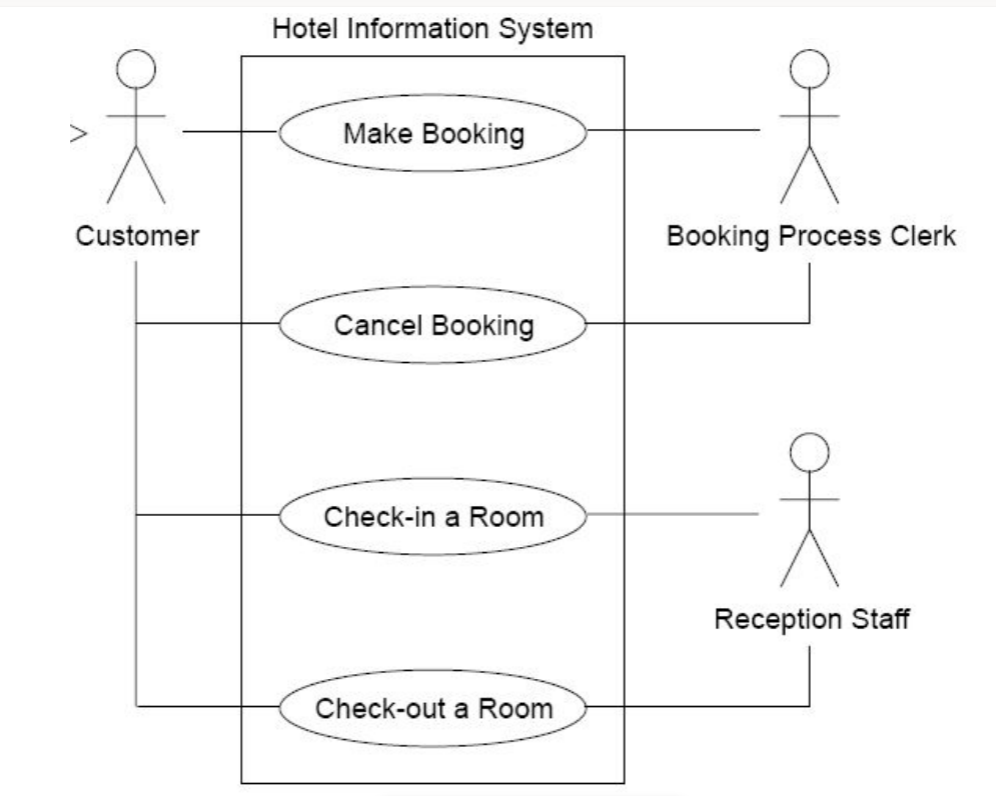 Hotel Information System
>
Make Booking
Customer
Booking Process Clerk
Cancel Booking
Check-in a Room
Reception Staff
Check-out a Room